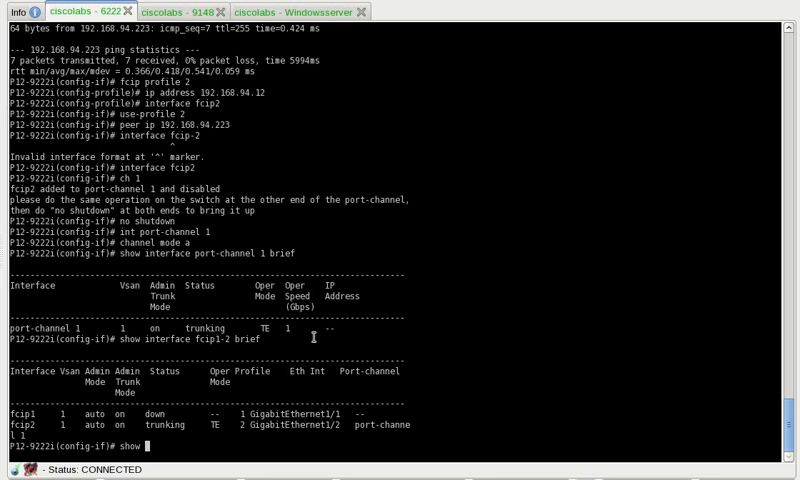 Info ciscolabs - 6222 ciscolabs - 9148 ciscolabs - Windowsserver
64 bytes from 192.168.94.223: icmp_seq=7 ttl=255 time=0.424 ms
--- 192.168.94.223 ping statistics ---
7 packets transmitted, 7 received, 0% packet loss, time 5994ms
rtt min/avg/max/mdev = 0.366/0.418/0.541/0.059 ms
P12-9222i(config-if)# fcip profile 2
P12-9222i(config-profile)# ip address 192.168.94.12
P12-9222i(config-profile)# interface fcip2
P12-9222i(config-if)# use-profile 2
P12-9222i(config-if)# peer ip 192.168.94.223
P12-9222i(config-if)# interface fcip-2
^
Invalid interface format at '^' marker.
P12-9222i(config-if)# interface fcip2
P12-9222i(config-if)# ch 1
fcip2 added to port-channel 1 and disabled
please do the same operation on the switch at the other end of the port-channel,
then do "no shutdown" at both ends to bring it up
P12-9222i(config-if)# no shutdown
P12-9222i(config-if)# int port-channel 1
P12-9222i(config-if)# channel mode a
P12-9222i(config-if)# show interface port-channel 1 brief
-------------------------------------------------------------------------------
Interface Vsan Admin Status Oper Oper IP
Trunk Mode Speed Address
Mode (Gbps)
-------------------------------------------------------------------------------
port-channel 1 1 on trunking TE 1 --
P12-9222i(config-if)# show interface fcip1-2 brief
-------------------------------------------------------------------------------
Interface Vsan Admin Admin Status Oper Profile Eth Int Port-channel
Mode Trunk Mode
Mode
-------------------------------------------------------------------------------
fcip1 1 auto on down -- 1 GigabitEthernet1/1 --
fcip2 1 auto on trunking TE 2 GigabitEthernet1/2 port-channe
l 1
P12-9222i(config-if)# show
- Status: CONNECTED